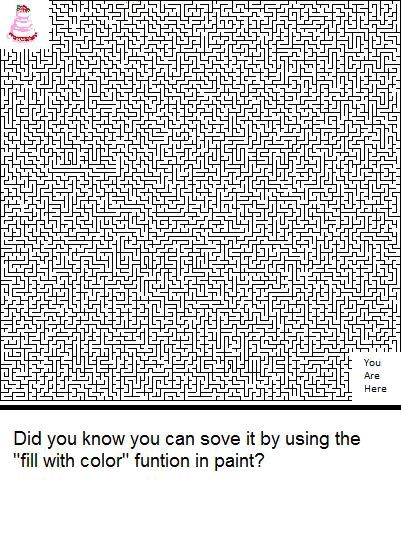 You
Are
Here
Did you know you can sove it by using the
"fill with color" funtion in paint?